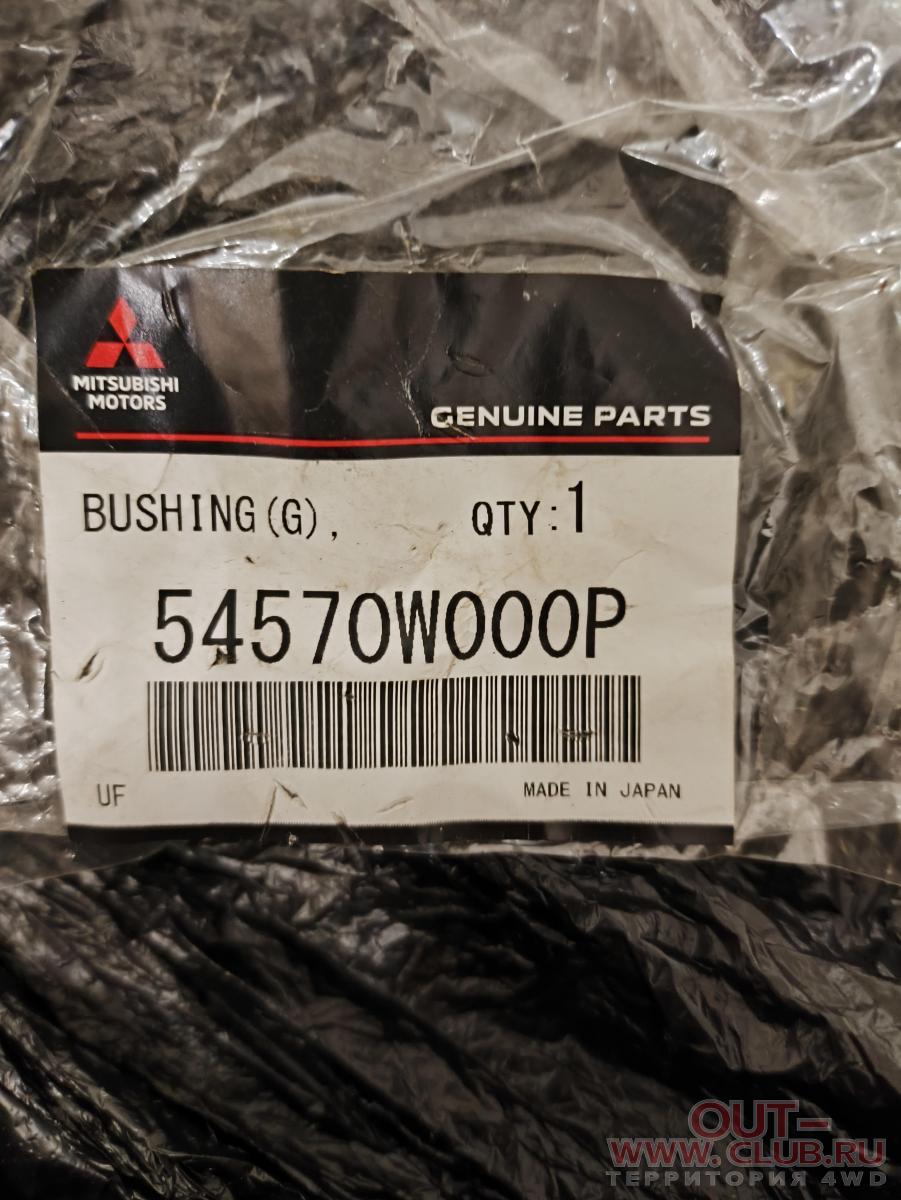 MITSUBISHI
MOTORS
R
GENUINE PARTS
BUSHING(G), QTY:1
54570W000P
UF MADE IN JAPAN
OUT-
WWW.CLUB.RU
ТЕРРИТОРИЯ 4WD